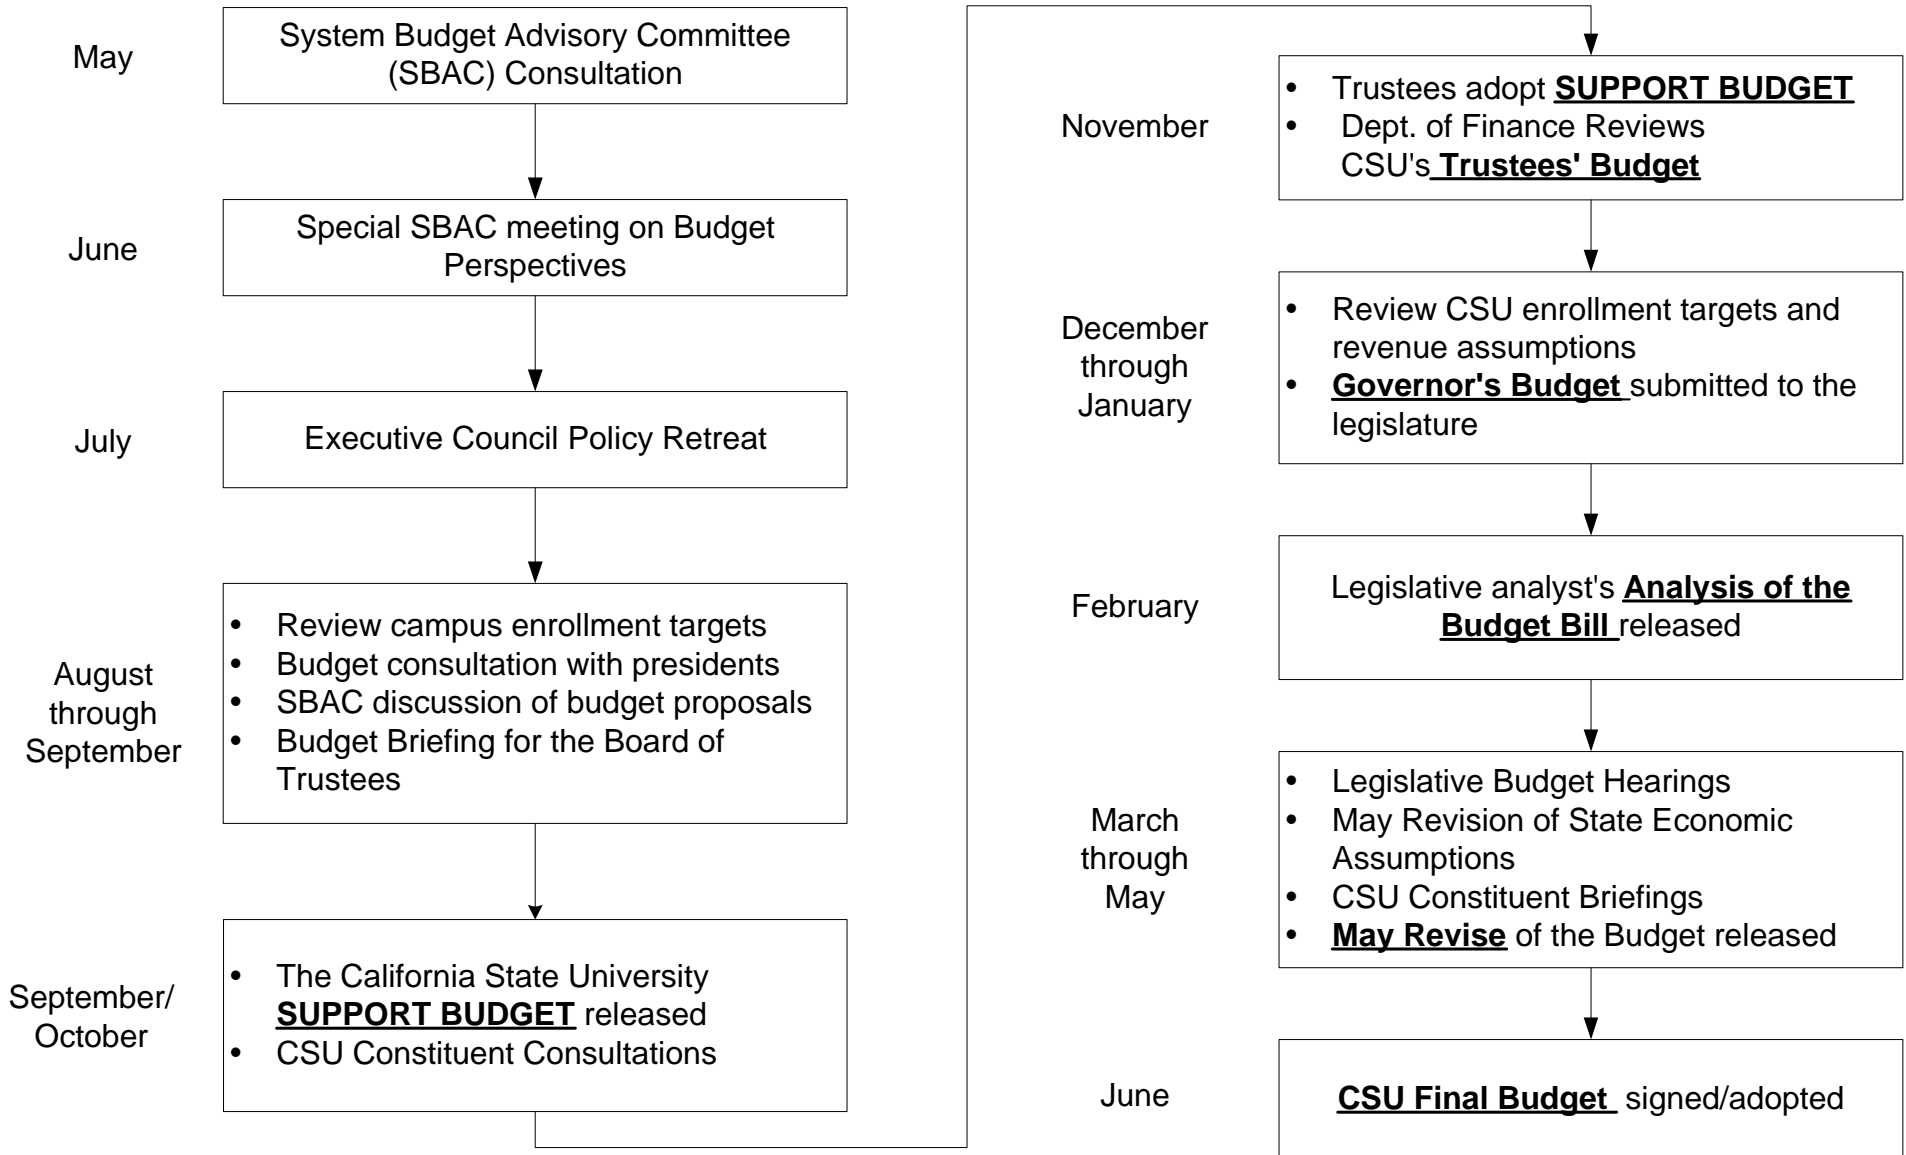 May
System Budget Advisory Committee
(SBAC) Consultation
June
Special SBAC meeting on Budget
Perspectives
July
Executive Council Policy Retreat
August
through
September
• Review campus enrollment targets
• Budget consultation with presidents
• SBAC discussion of budget proposals
• Budget Briefing for the Board of
Trustees
September/
October
• The California State University
SUPPORT BUDGET released
• CSU Constituent Consultations
November
• Trustees adopt SUPPORT BUDGET
• Dept. of Finance Reviews
CSU's Trustees' Budget
December
through
January
• Review CSU enrollment targets and
revenue assumptions
• Governor's Budget submitted to the
legislature
February
Legislative analyst's Analysis of the
Budget Bill released
March
through
May
• Legislative Budget Hearings
• May Revision of State Economic
Assumptions
• CSU Constituent Briefings
• May Revise of the Budget released
June
CSU Final Budget signed/adopted